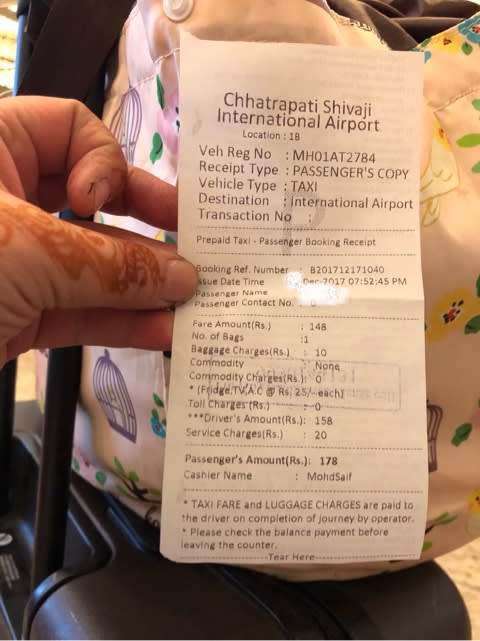 Chhatrapati Shivaji
International Airport
Location : 1B
Veh Reg No : MH01AT2784
Receipt Type : PASSENGER'S COPY
Vehicle Type : TAXI
Destination : International Airport
Transaction No :
Prepaid Taxi - Passenger Booking Receipt
Booking Ref. Number B201712171040
Issue Date Time Dec-2017 07:52:45 PM
Passenger Name
Passenger Contact No. : 0
Fare Amount(Rs.) : 148
No. of Bags :1
Baggage Charges(Rs.) : 10
Commodity : None
Commodity Charges(Rs.): 0
* (Fridge,TV,A.C @ Rs. 25/--each)
Toll Charges (Rs.) : 0
***Driver's Amount(Rs.): 158
Service Charges(Rs.) : 20
Passenger's Amount(Rs.): 178
Cashier Name : MohdSaif
* TAXI FARE and LUGGAGE CHARGES are paid to
the driver on completion of journey by operator.
* Please check the balance payment before
leaving the counter.
Tear Here